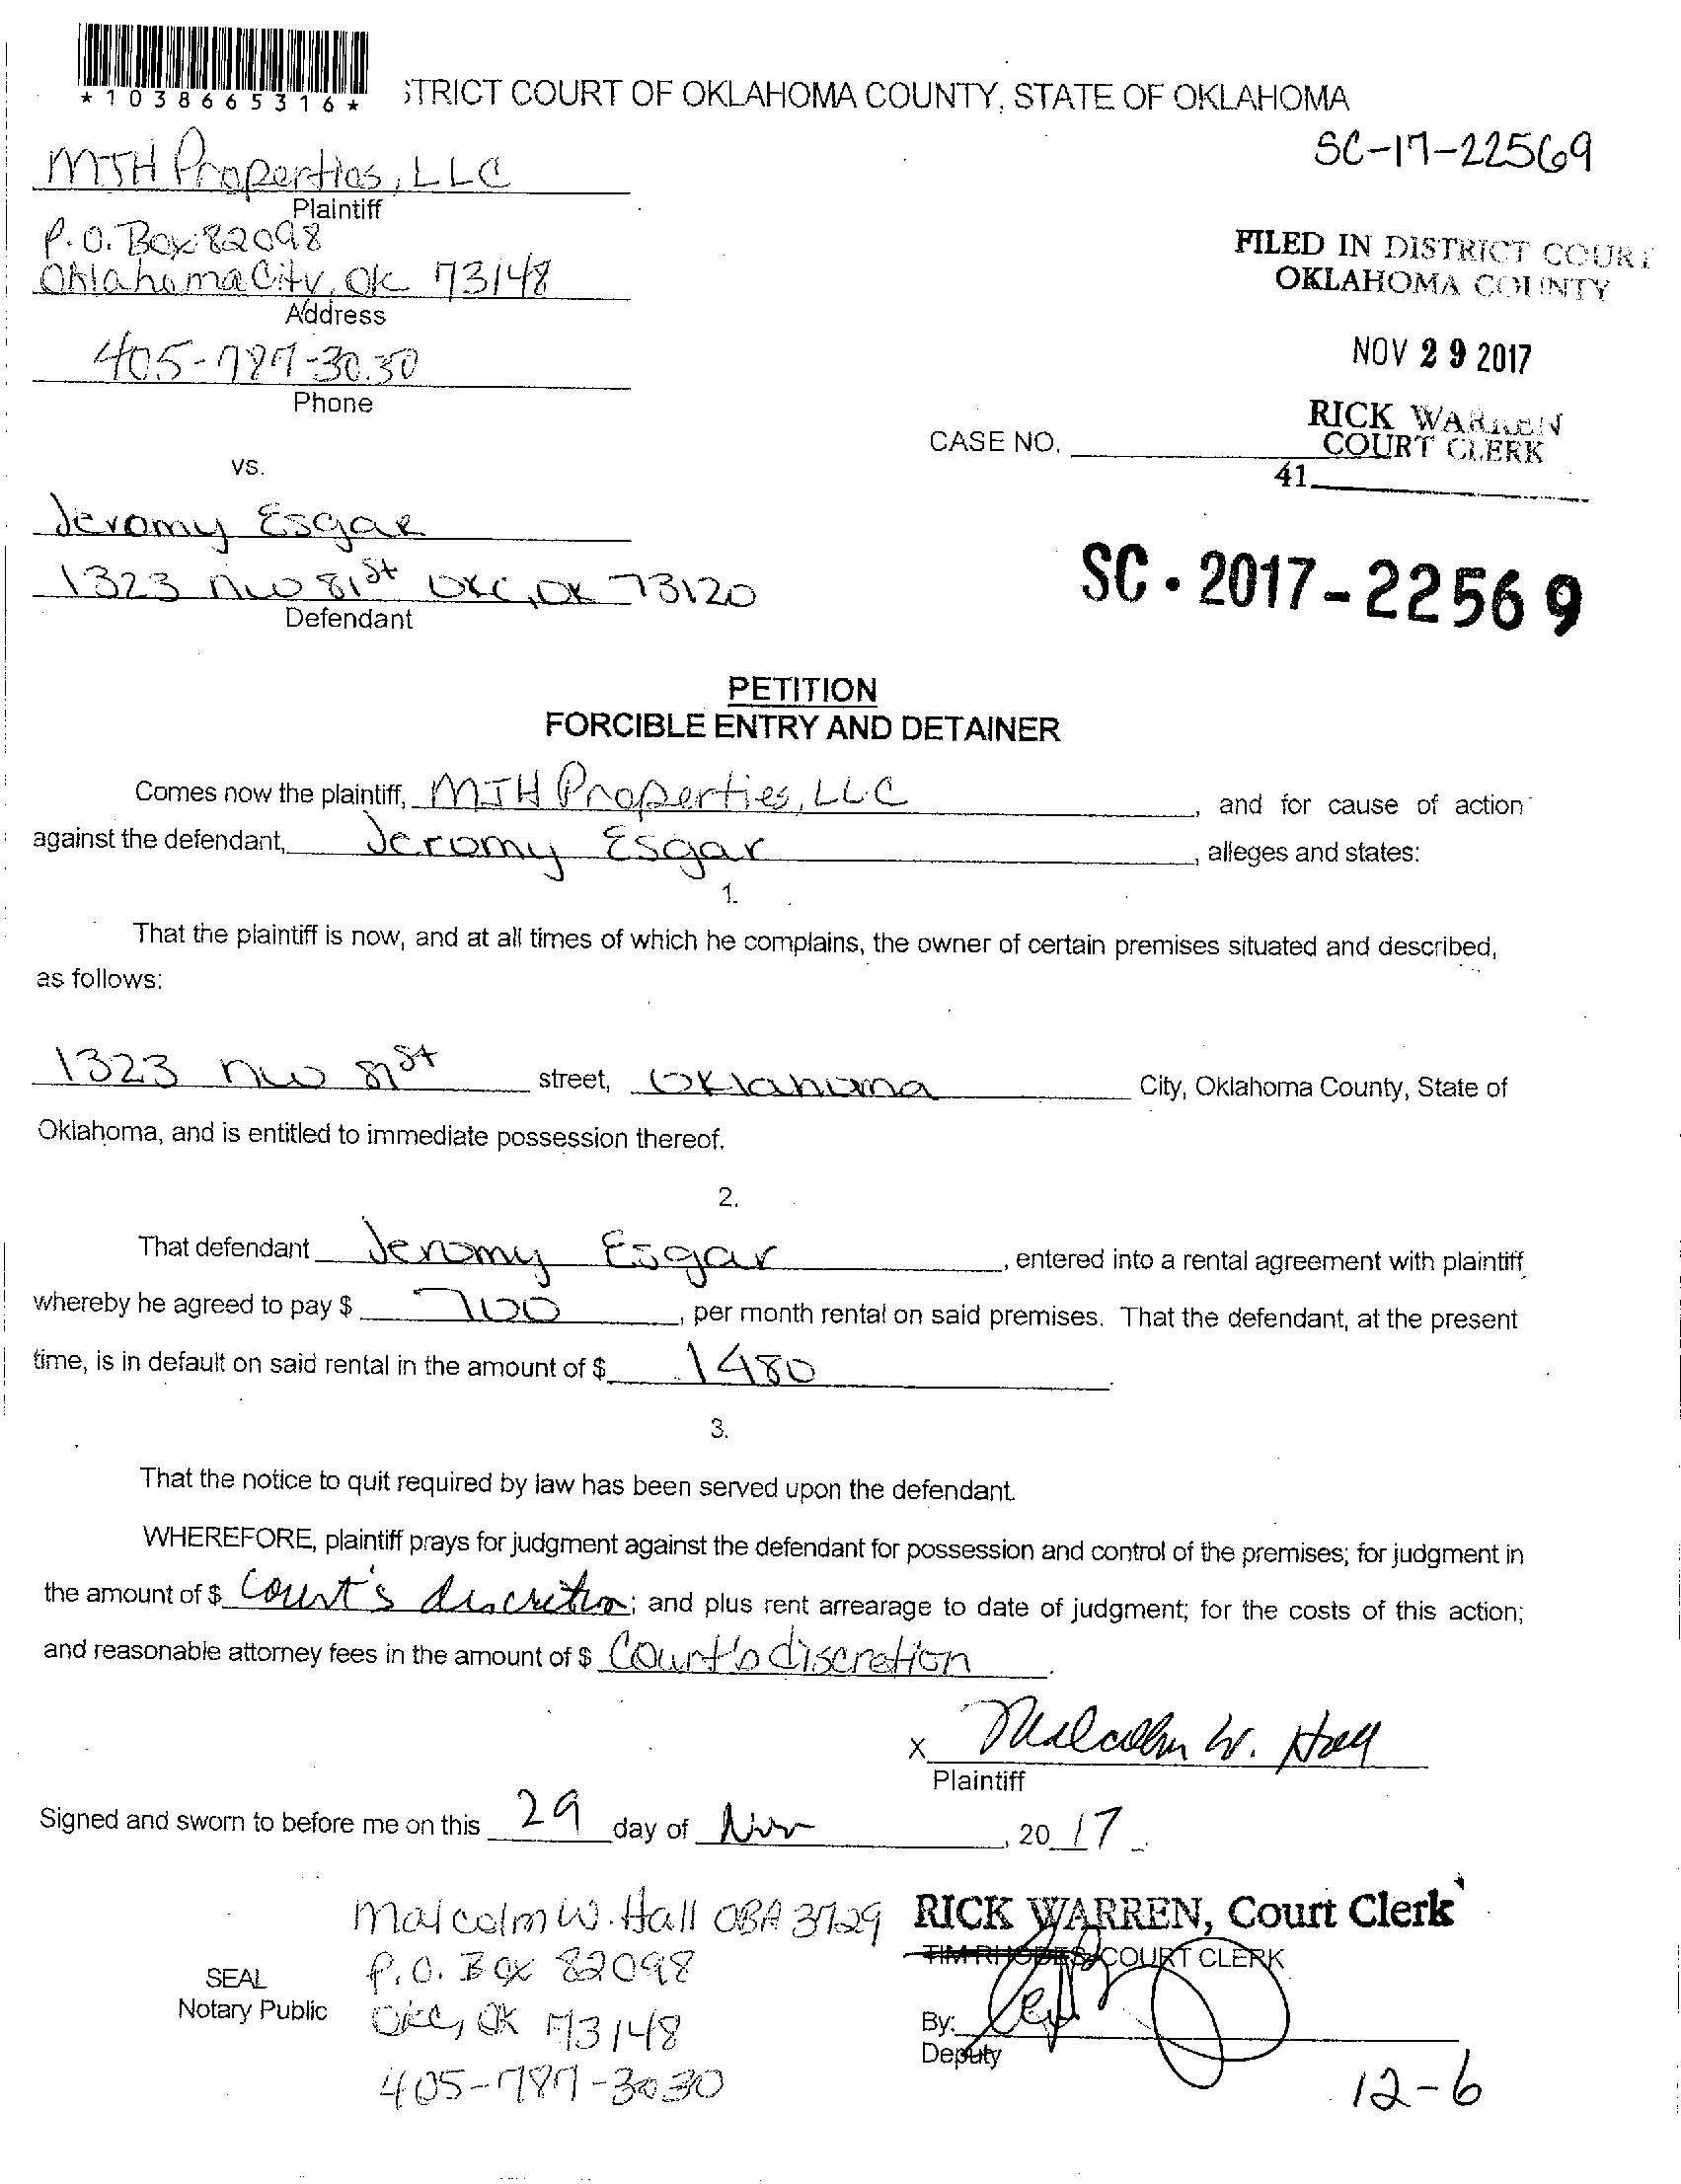 *1038665316*
STRICT COURT OF OKLAHOMA COUNTY, STATE OF OKLAHOMA
SC-17-22569
MJH Properties, LLC
Plaintiff
P.O. Box 82098
Oklahoma City, OK 73148
Address
405-787-3030
Phone
FILED IN DISTRICT COURT
OKLAHOMA COUNTY
NOV 29 2017
RICK WARREN
COURT CLERK
41
CASE NO.
vs.
Jeromy Esgar
1323 NW 81st OKC, OK 73120
Defendant
SC · 2017-22569
PETITION
FORCIBLE ENTRY AND DETAINER
Comes now the plaintiff, MJH Properties, LLC, and for cause of action
against the defendant, Jeromy Esgar, alleges and states:
1.
That the plaintiff is now, and at all times of which he complains, the owner of certain premises situated and described,
as follows:
1323 NW 81st street, Oklahoma City, Oklahoma County, State of
Oklahoma, and is entitled to immediate possession thereof.
2.
That defendant Jeromy Esgar, entered into a rental agreement with plaintiff
whereby he agreed to pay $ 700, per month rental on said premises. That the defendant, at the present
time, is in default on said rental in the amount of $ 1480.
3.
That the notice to quit required by law has been served upon the defendant.
WHEREFORE, plaintiff prays for judgment against the defendant for possession and control of the premises; for judgment in
the amount of $ Court's discretion; and plus rent arrearage to date of judgment; for the costs of this action;
and reasonable attorney fees in the amount of $ Court's discretion.
X Malcolm W. Hall
Plaintiff
Signed and sworn to before me on this 29 day of Nov, 2017.
Malcolm W. Hall OBA 3729
P.O. Box 82098
OKC, OK 73148
405-787-3030
SEAL
Notary Public
RICK WARREN, Court Clerk
TIM RHODES, COURT CLERK
By:
Deputy
12-6